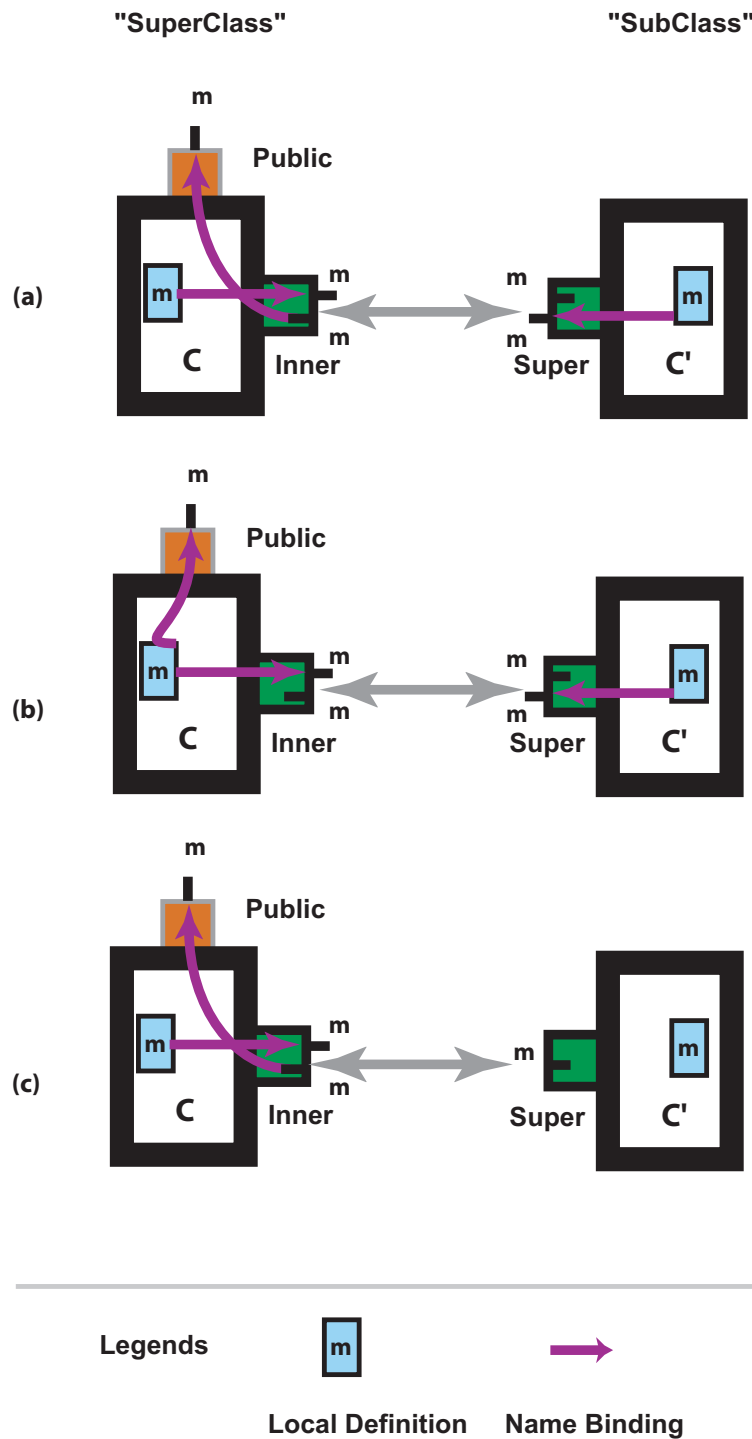 "SuperClass" "SubClass"
m
Public
(a)
m
C
m
m
Inner
m
m
Super
m
C'
m
Public
(b)
m
C
m
m
Inner
m
m
Super
m
C'
m
Public
(c)
m
C
m
m
Inner
m
Super
m
C'
Legends
m
Local Definition Name Binding